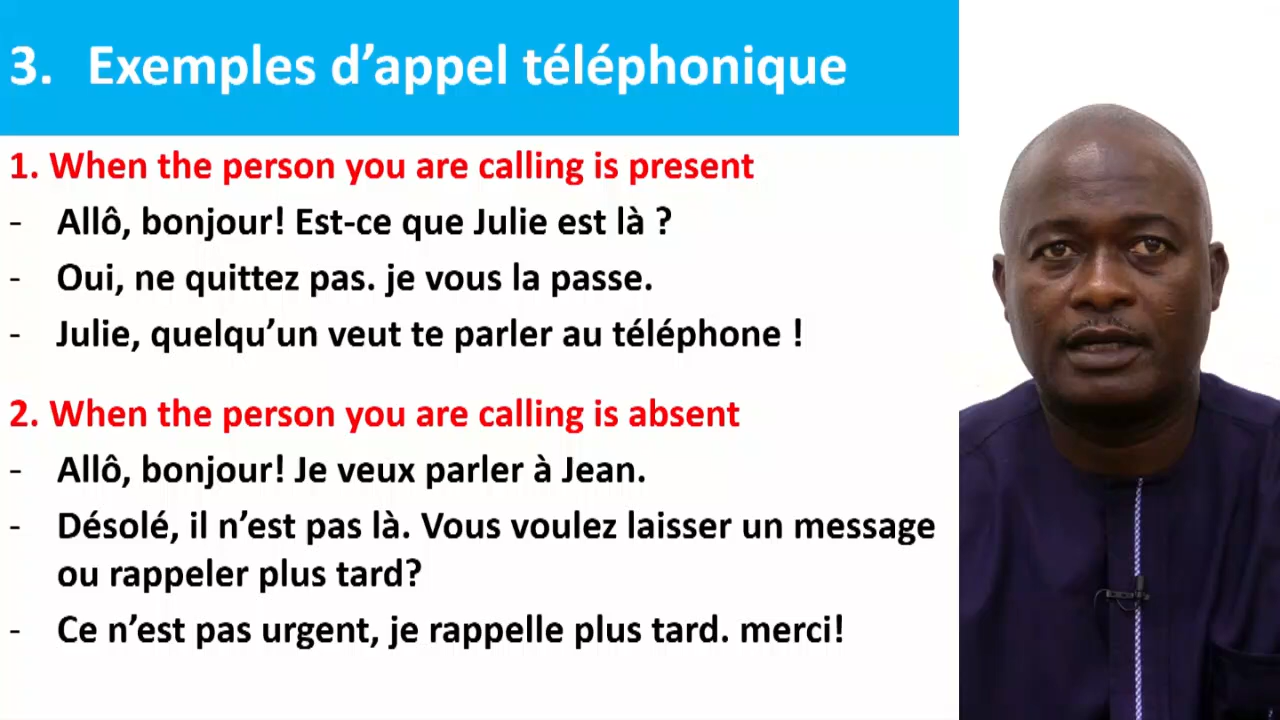 3. Exemples d’appel téléphonique
1. When the person you are calling is present
- Allô, bonjour! Est-ce que Julie est là ?
- Oui, ne quittez pas. je vous la passe.
- Julie, quelqu’un veut te parler au téléphone !
2. When the person you are calling is absent
- Allô, bonjour! Je veux parler à Jean.
- Désolé, il n’est pas là. Vous voulez laisser un message
ou rappeler plus tard?
- Ce n’est pas urgent, je rappelle plus tard. merci!